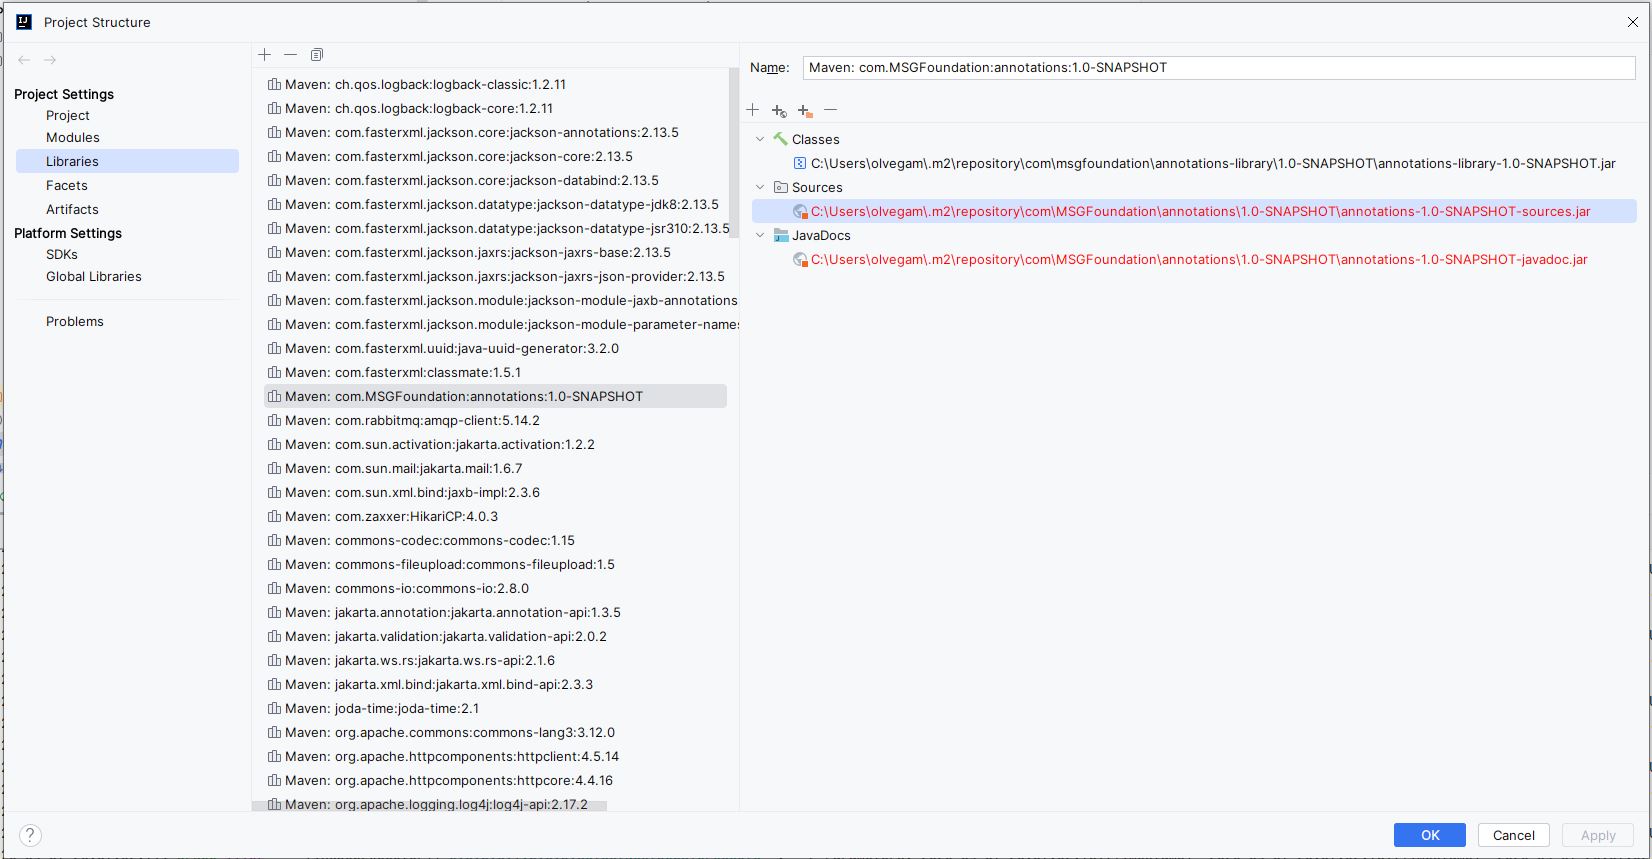 Project Structure
Project Settings
Project
Modules
Libraries
Facets
Artifacts
Platform Settings
SDKs
Global Libraries
Problems
Maven: ch.qos.logback:logback-classic:1.2.11
Maven: ch.qos.logback:logback-core:1.2.11
Maven: com.fasterxml.jackson.core:jackson-annotations:2.13.5
Maven: com.fasterxml.jackson.core:jackson-core:2.13.5
Maven: com.fasterxml.jackson.core:jackson-databind:2.13.5
Maven: com.fasterxml.jackson.datatype:jackson-datatype-jdk8:2.13.5
Maven: com.fasterxml.jackson.datatype:jackson-datatype-jsr310:2.13.5
Maven: com.fasterxml.jackson.jaxrs:jackson-jaxrs-base:2.13.5
Maven: com.fasterxml.jackson.jaxrs:jackson-jaxrs-json-provider:2.13.5
Maven: com.fasterxml.jackson.module:jackson-module-jaxb-annotations
Maven: com.fasterxml.jackson.module:jackson-module-parameter-names
Maven: com.fasterxml.uuid:java-uuid-generator:3.2.0
Maven: com.fasterxml:classmate:1.5.1
Maven: com.MSGFoundation:annotations:1.0-SNAPSHOT
Maven: com.rabbitmq:amqp-client:5.14.2
Maven: com.sun.activation:jakarta.activation:1.2.2
Maven: com.sun.mail:jakarta.mail:1.6.7
Maven: com.sun.xml.bind:jaxb-impl:2.3.6
Maven: com.zaxxer:HikariCP:4.0.3
Maven: commons-codec:commons-codec:1.15
Maven: commons-fileupload:commons-fileupload:1.5
Maven: commons-io:commons-io:2.8.0
Maven: jakarta.annotation:jakarta.annotation-api:1.3.5
Maven: jakarta.validation:jakarta.validation-api:2.0.2
Maven: jakarta.ws.rs:jakarta.ws.rs-api:2.1.6
Maven: jakarta.xml.bind:jakarta.xml.bind-api:2.3.3
Maven: joda-time:joda-time:2.1
Maven: org.apache.commons:commons-lang3:3.12.0
Maven: org.apache.httpcomponents:httpclient:4.5.14
Maven: org.apache.httpcomponents:httpcore:4.4.16
Maven: org.apache.logging.log4j:log4j-api:2.17.2
Name: Maven: com.MSGFoundation:annotations:1.0-SNAPSHOT
Classes
C:\Users\olvegam\.m2\repository\com\msgfoundation\annotations-library\1.0-SNAPSHOT\annotations-library-1.0-SNAPSHOT.jar
Sources
C:\Users\olvegam\.m2\repository\com\MSGFoundation\annotations\1.0-SNAPSHOT\annotations-1.0-SNAPSHOT-sources.jar
JavaDocs
C:\Users\olvegam\.m2\repository\com\MSGFoundation\annotations\1.0-SNAPSHOT\annotations-1.0-SNAPSHOT-javadoc.jar
?
OK
Cancel
Apply